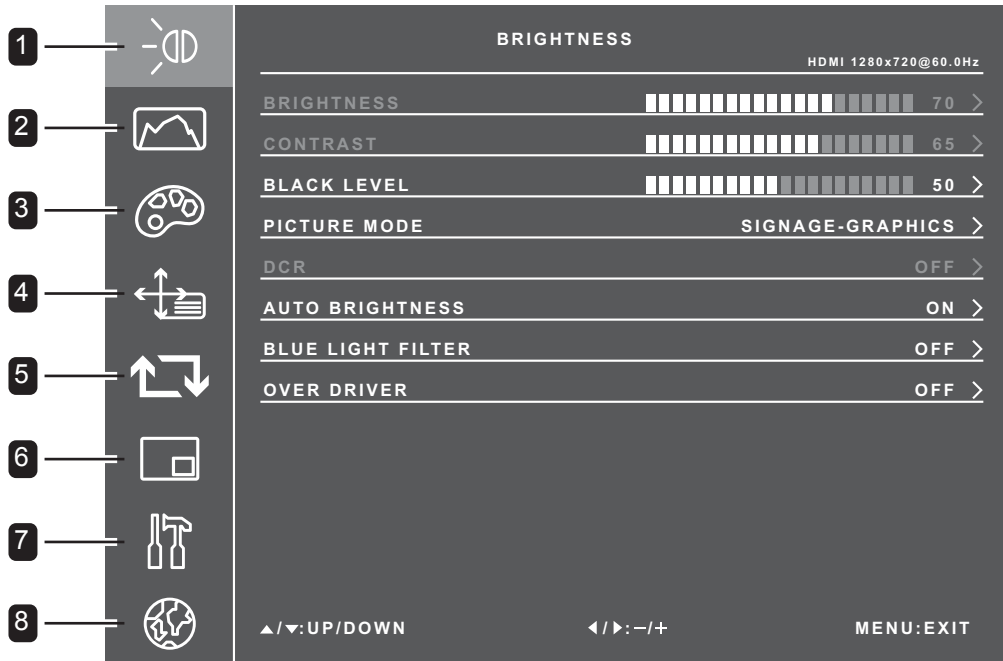 BRIGHTNESS
HDMI 1280x720@60.0Hz
1
BRIGHTNESS 70 >
2
CONTRAST 65 >
BLACK LEVEL 50 >
3
PICTURE MODE SIGNAGE-GRAPHICS >
DCR OFF >
4
AUTO BRIGHTNESS ON >
BLUE LIGHT FILTER OFF >
5
OVER DRIVER OFF >
6
7
8
▲/▼:UP/DOWN ◀/▶:−/+ MENU:EXIT